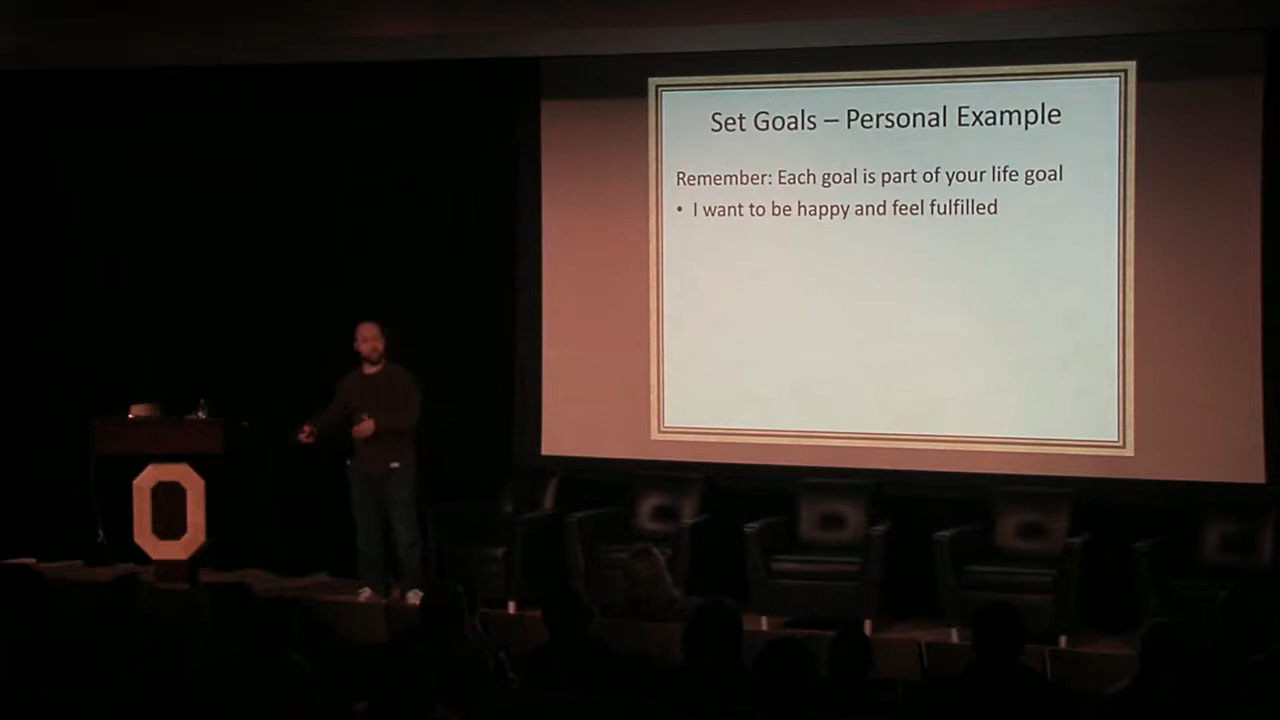 Set Goals – Personal Example
Remember: Each goal is part of your life goal
• I want to be happy and feel fulfilled
O